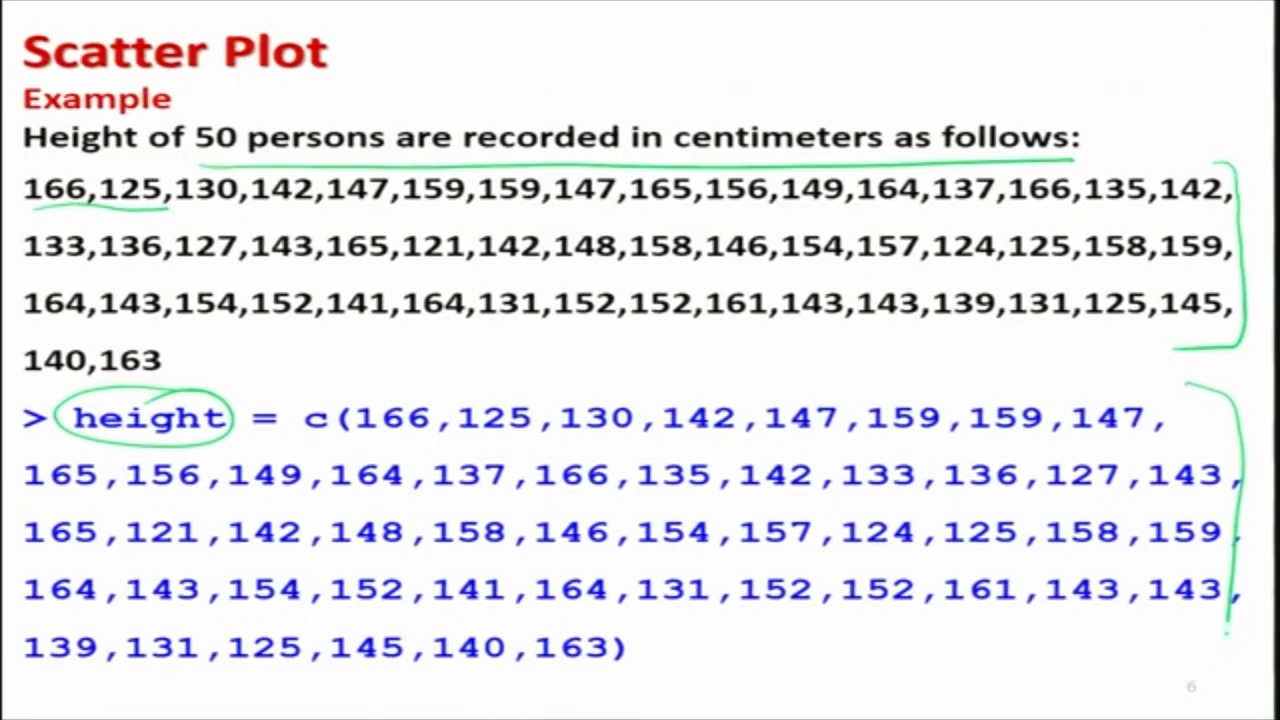 Scatter Plot
Example
Height of 50 persons are recorded in centimeters as follows:
166,125,130,142,147,159,159,147,165,156,149,164,137,166,135,142,
133,136,127,143,165,121,142,148,158,146,154,157,124,125,158,159,
164,143,154,152,141,164,131,152,152,161,143,143,139,131,125,145,
140,163
> height = c(166,125,130,142,147,159,159,147,
165,156,149,164,137,166,135,142,133,136,127,143,
165,121,142,148,158,146,154,157,124,125,158,159,
164,143,154,152,141,164,131,152,152,161,143,143,
139,131,125,145,140,163)
6